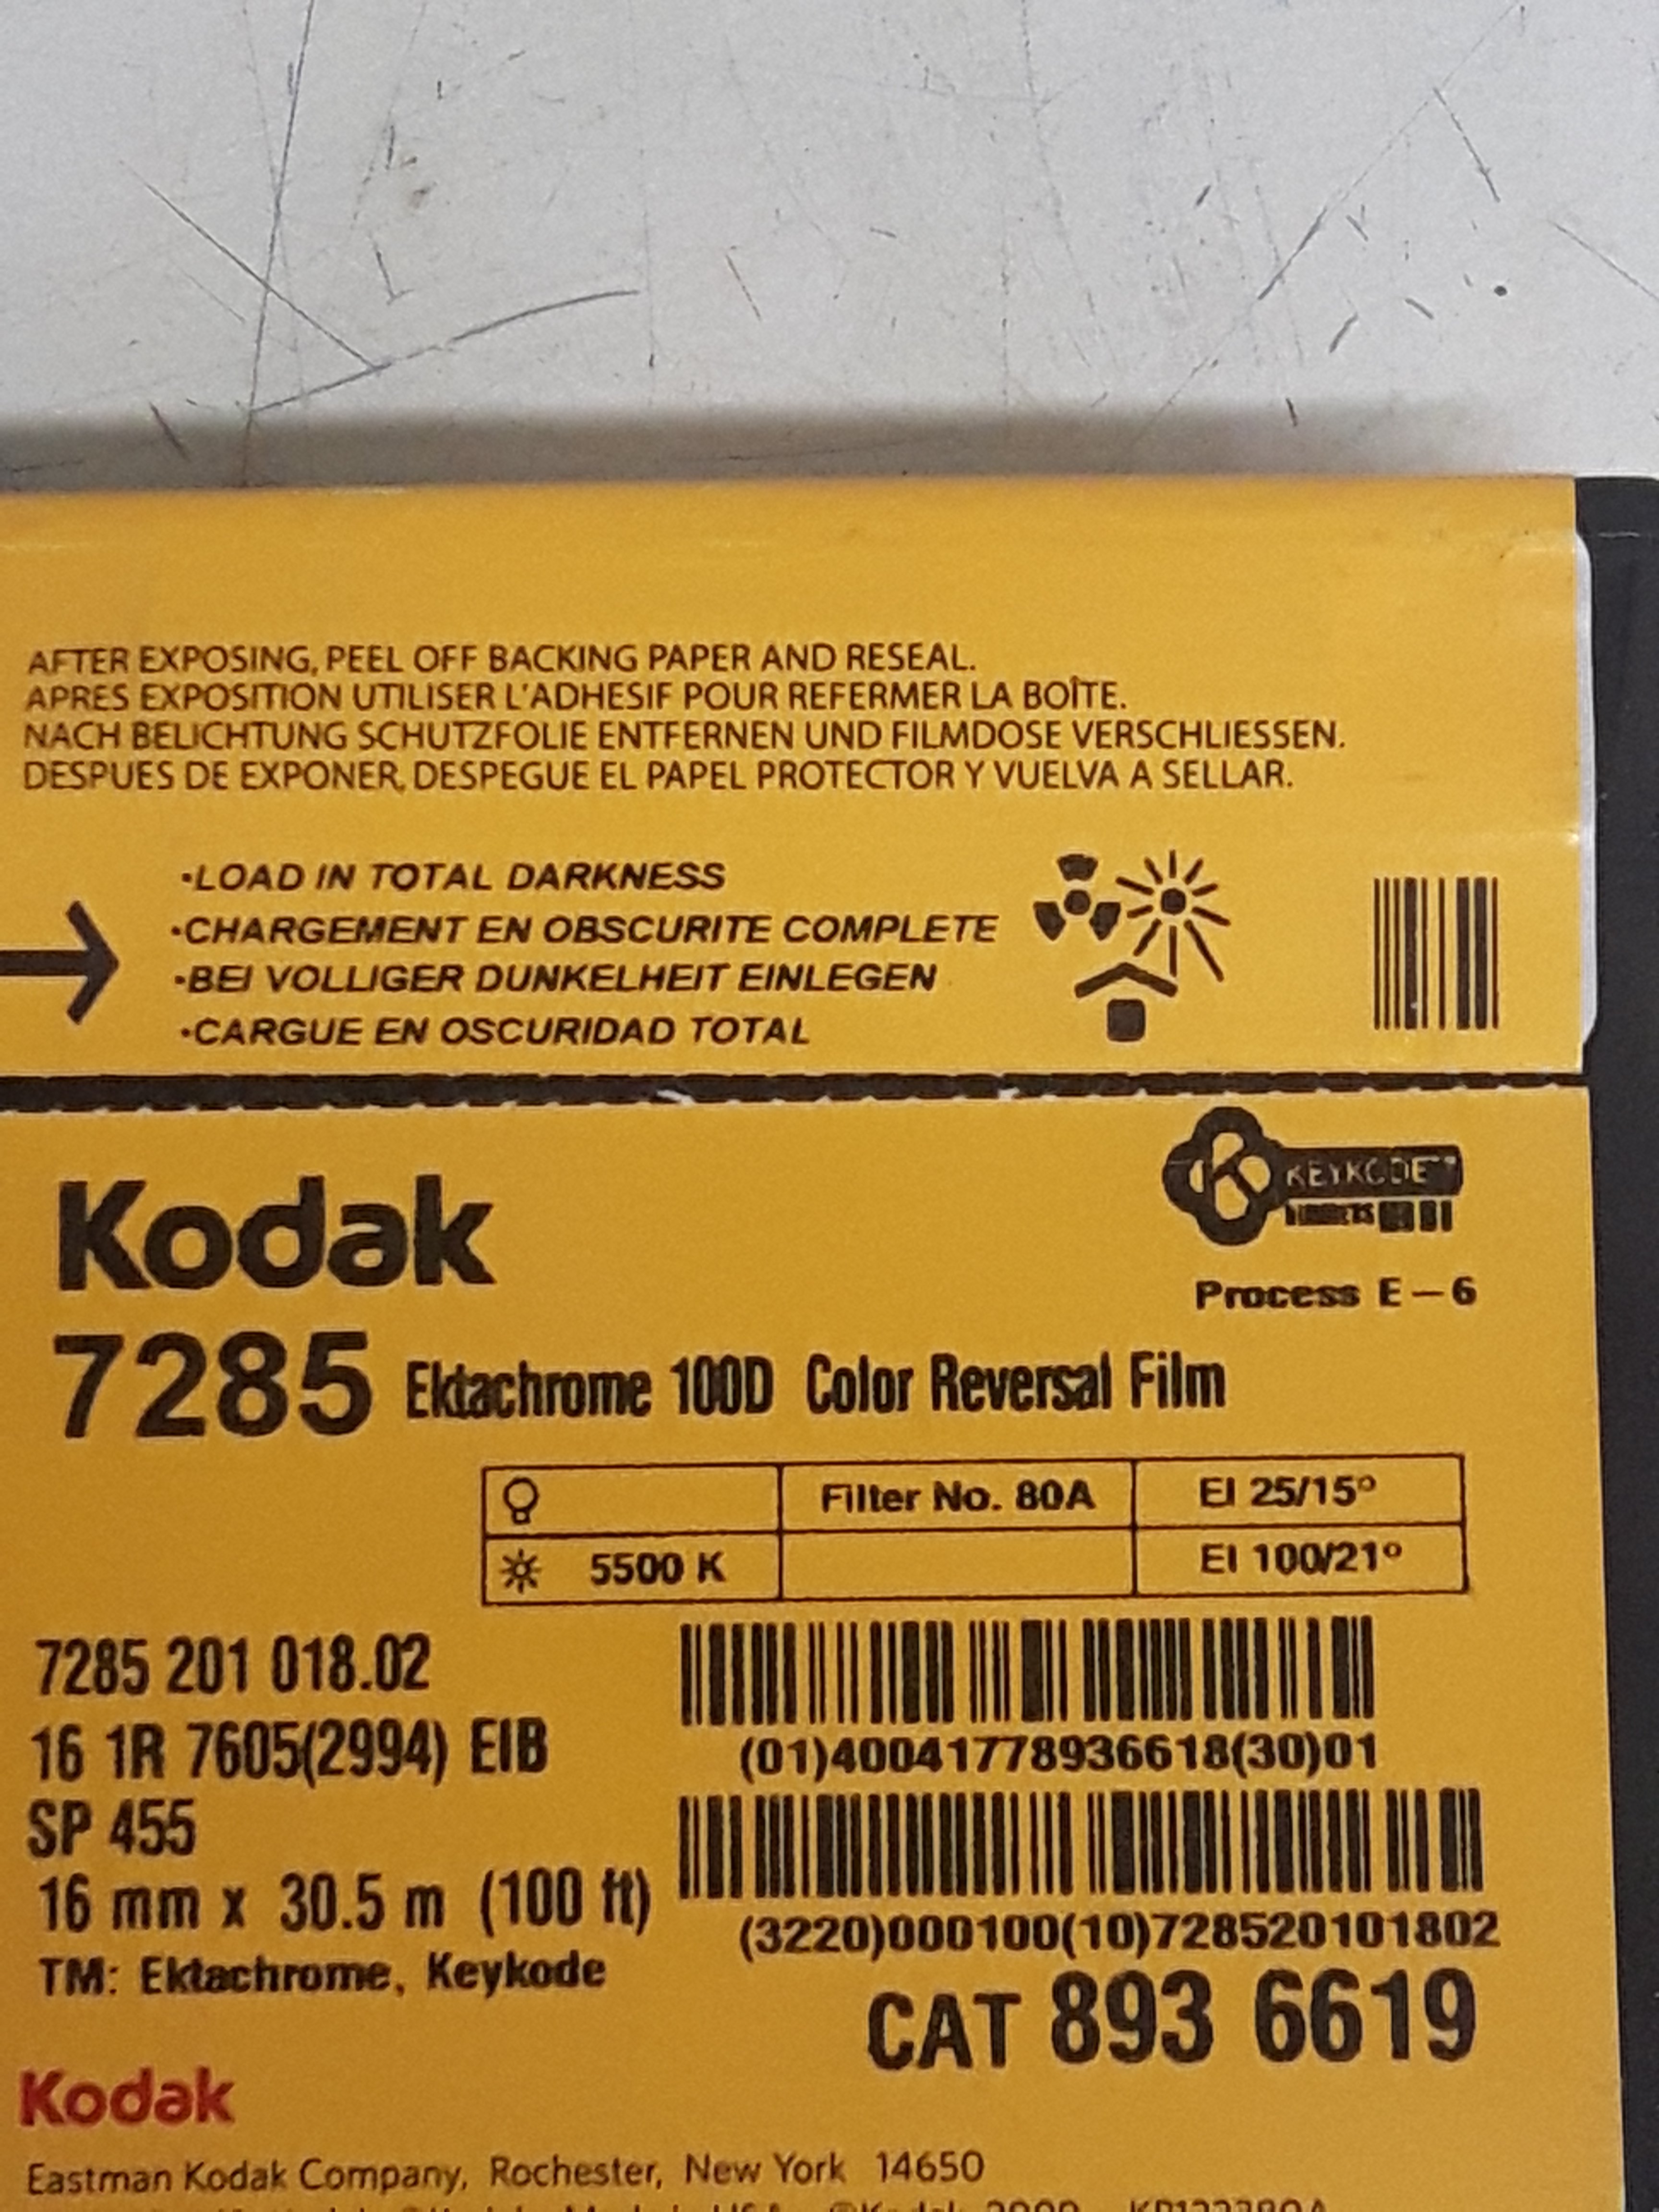 AFTER EXPOSING, PEEL OFF BACKING PAPER AND RESEAL.
APRES EXPOSITION UTILISER L'ADHESIF POUR REFERMER LA BOÎTE.
NACH BELICHTUNG SCHUTZFOLIE ENTFERNEN UND FILMDOSE VERSCHLIESSEN.
DESPUES DE EXPONER, DESPEGUE EL PAPEL PROTECTOR Y VUELVA A SELLAR.
•LOAD IN TOTAL DARKNESS
•CHARGEMENT EN OBSCURITE COMPLETE
•BEI VOLLIGER DUNKELHEIT EINLEGEN
•CARGUE EN OSCURIDAD TOTAL
KEYKODE™
NUMBERS
Kodak
Process E–6
7285 Ektachrome 100D Color Reversal Film
Filter No. 80A EI 25/15º
5500 K EI 100/21º
7285 201 018.02
16 1R 7605(2994) EIB
(01)40041778936618(30)01
SP 455
16 mm x 30.5 m (100 ft)
(3220)000100(10)728520101802
TM: Ektachrome, Keykode
CAT 893 6619
Kodak
Eastman Kodak Company, Rochester, New York 14650